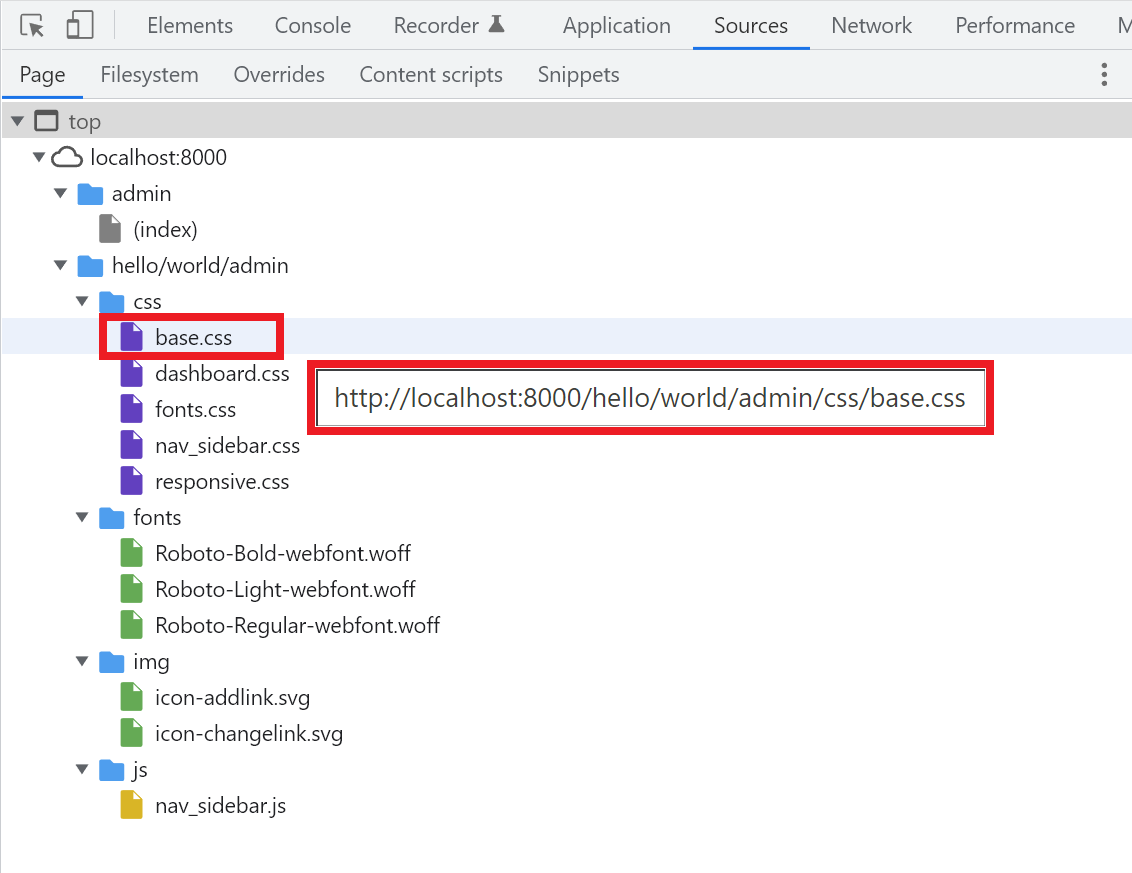 Elements Console Recorder Application Sources Network Performance M
Page Filesystem Overrides Content scripts Snippets
top
localhost:8000
admin
(index)
hello/world/admin
css
base.css
dashboard.css
http://localhost:8000/hello/world/admin/css/base.css
fonts.css
nav_sidebar.css
responsive.css
fonts
Roboto-Bold-webfont.woff
Roboto-Light-webfont.woff
Roboto-Regular-webfont.woff
img
icon-addlink.svg
icon-changelink.svg
js
nav_sidebar.js